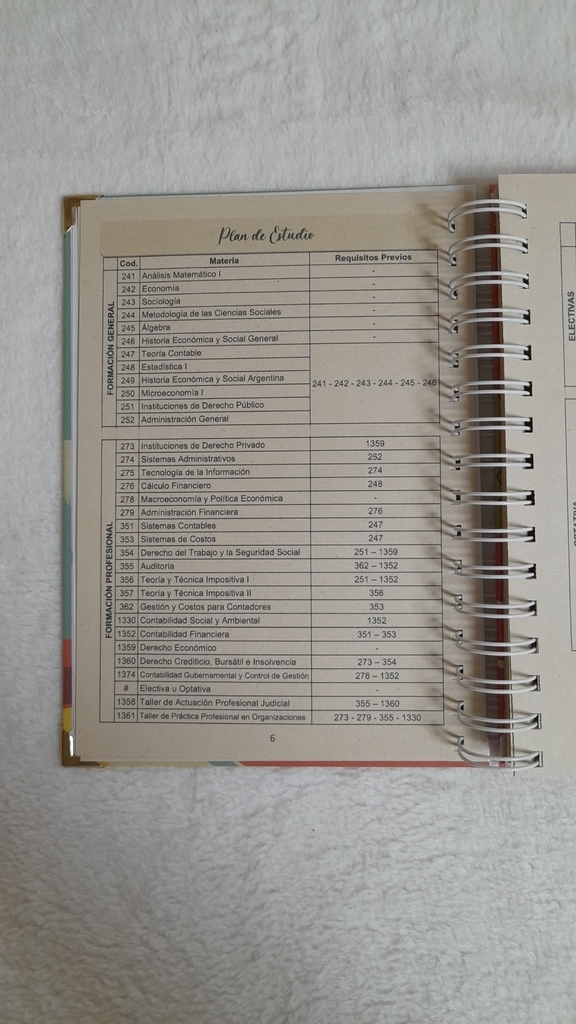 Plan de Estudio
Cod. Materia Requisitos Previos
FORMACIÓN GENERAL
241 Análisis Matemático I -
242 Economía -
243 Sociología -
244 Metodología de las Ciencias Sociales -
245 Álgebra -
246 Historia Económica y Social General -
247 Teoría Contable
248 Estadística I
249 Historia Económica y Social Argentina 241 - 242 - 243 - 244 - 245 - 246
250 Microeconomía I
251 Instituciones de Derecho Público
252 Administración General
FORMACIÓN PROFESIONAL
273 Instituciones de Derecho Privado 1359
274 Sistemas Administrativos 252
275 Tecnología de la Información 274
276 Cálculo Financiero 248
278 Macroeconomía y Política Económica -
279 Administración Financiera 276
351 Sistemas Contables 247
353 Sistemas de Costos 247
354 Derecho del Trabajo y la Seguridad Social 251 – 1359
355 Auditoría 362 – 1352
356 Teoría y Técnica Impositiva I 251 – 1352
357 Teoría y Técnica Impositiva II 356
362 Gestión y Costos para Contadores 353
1330 Contabilidad Social y Ambiental 1352
1352 Contabilidad Financiera 351 – 353
1359 Derecho Económico -
1360 Derecho Crediticio, Bursátil e Insolvencia 273 – 354
1374 Contabilidad Gubernamental y Control de Gestión 278 – 1352
# Electiva u Optativa -
1358 Taller de Actuación Profesional Judicial 355 – 1360
1361 Taller de Práctica Profesional en Organizaciones 273 - 279 - 355 - 1330
6
ELECTIVAS